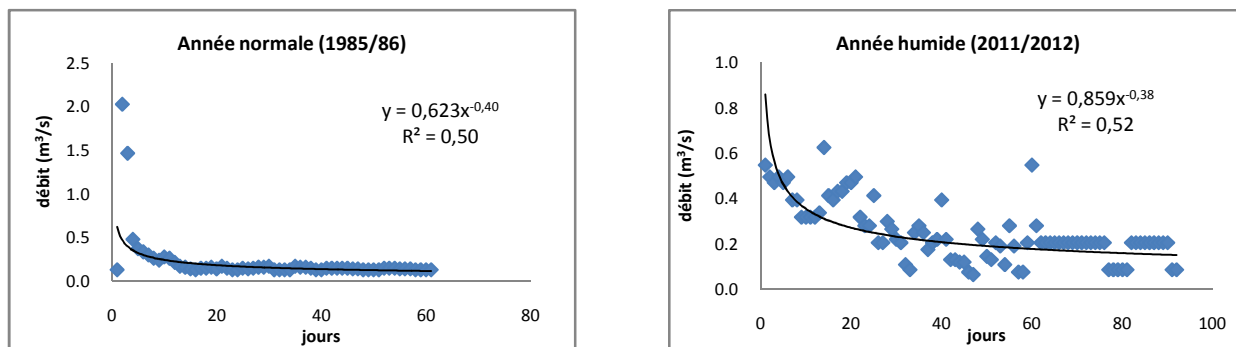 Année normale (1985/86)
2.5
2.0
1.5
1.0
0.5
0.0
débit (m³/s)
y = 0,623x⁻⁰,⁴⁰
R² = 0,50
0
20
40
60
80
jours
Année humide (2011/2012)
1.0
0.8
0.6
0.4
0.2
0.0
débit (m³/s)
y = 0,859x⁻⁰,³⁸
R² = 0,52
0
20
40
60
80
100
jours